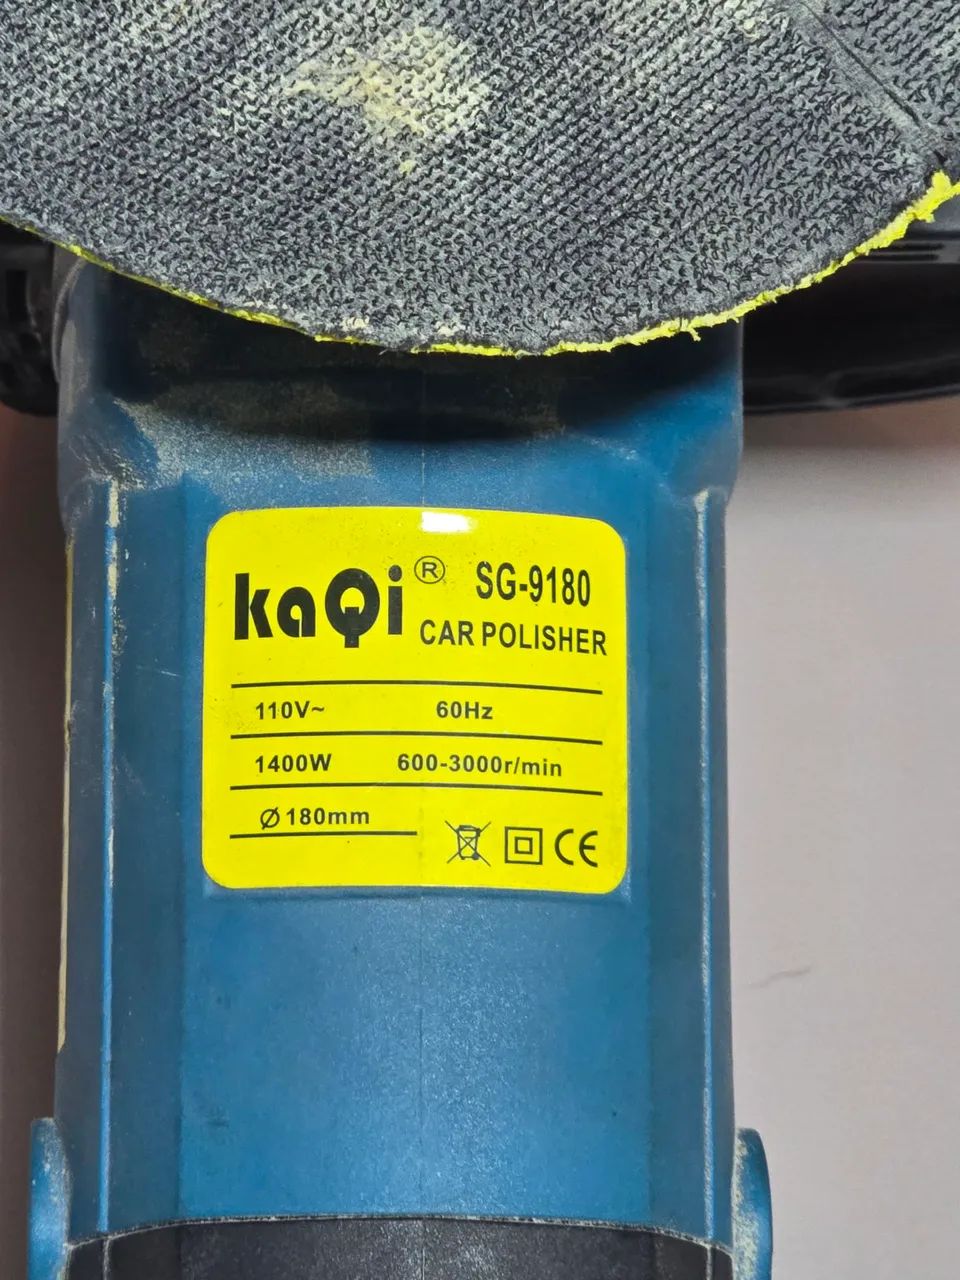 kaQi® SG-9180
CAR POLISHER
110V~ 60Hz
1400W 600-3000r/min
Ø180mm
CE